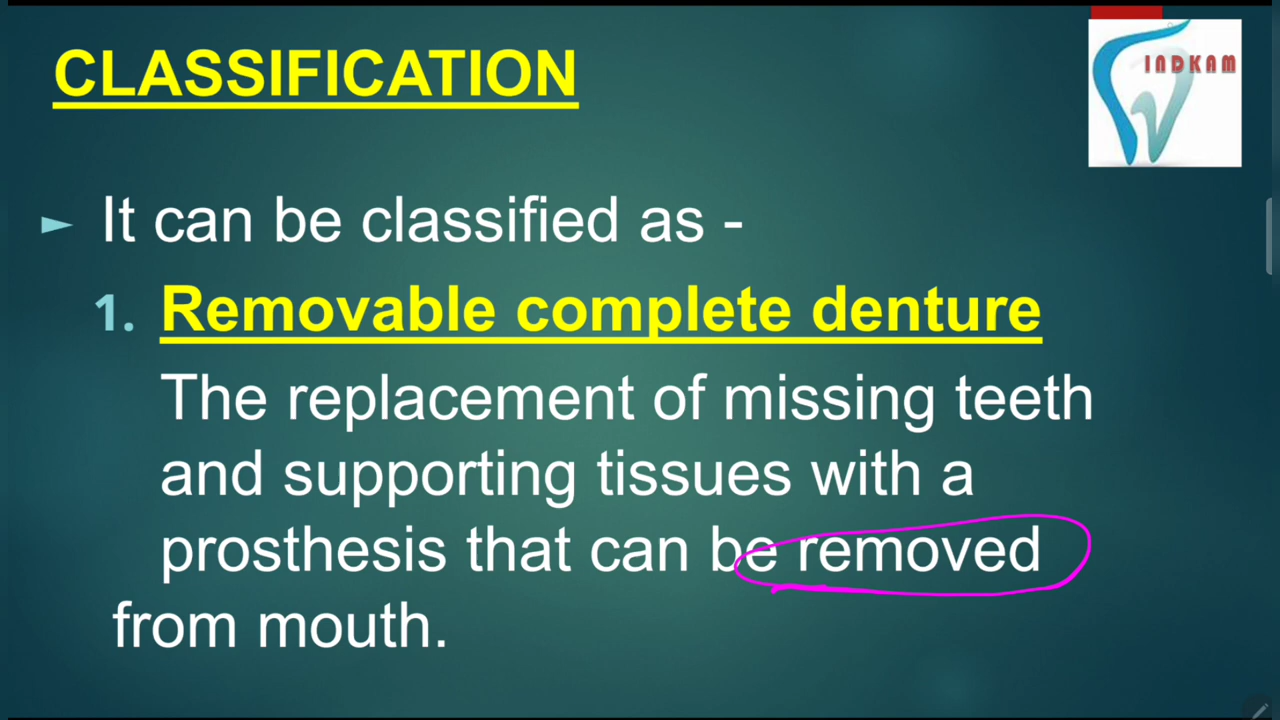 CLASSIFICATION
INDKAM
► It can be classified as -
1. Removable complete denture
The replacement of missing teeth
and supporting tissues with a
prosthesis that can be removed
from mouth.